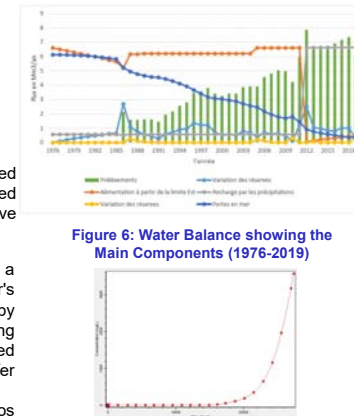 flux en Mm3/an
9
8
7
6
5
4
3
2
1
0
1976 1979 1982 1985 1988 1991 1994 1997 2000 2003 2006 2009 2012 2015 2018
l'année
Prélèvements
Variation des réserves
Alimentation à partir de la limite Est
Recharge par les précipitations
Variation des réserves
Pertes en mer
ed
ed
ve
Figure 6: Water Balance showing the
Main Components (1976-2019)
a
er's
by
ng
ed
er
os